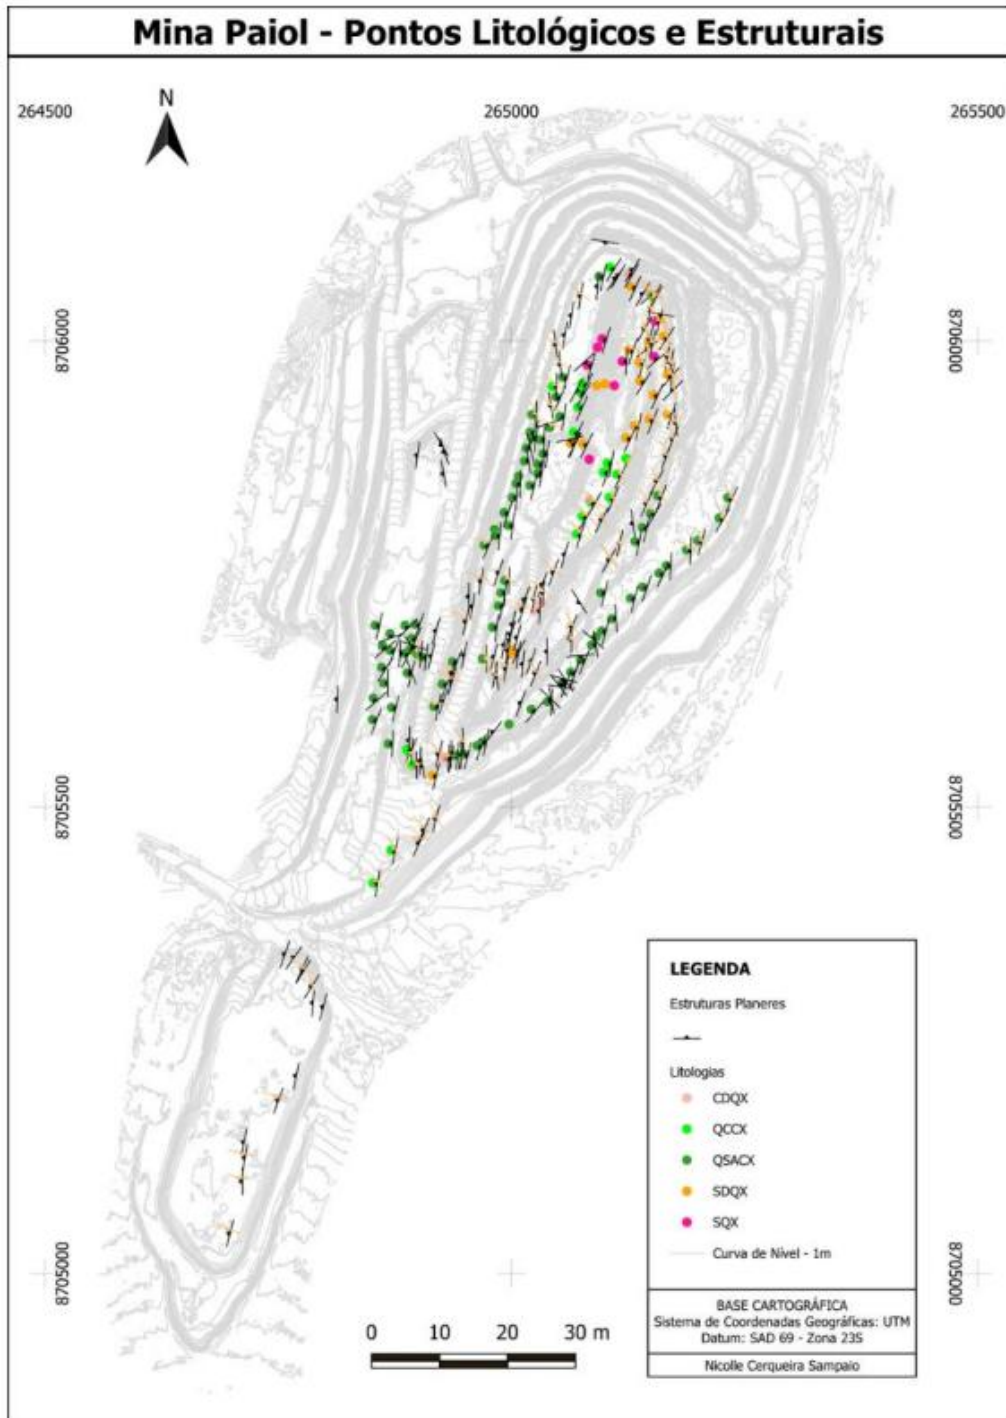 Mina Paiol - Pontos Litológicos e Estruturais
N
264500
265000
265500
8706000
8706000
8705500
8705500
8705000
8705000
LEGENDA
Estruturas Planeres
Litologias
CDQX
QCCX
QSACX
SDQX
SQX
Curva de Nível - 1m
BASE CARTOGRÁFICA
Sistema de Coordenadas Geográficas: UTM
Datum: SAD 69 - Zona 23S
Nicolle Cerqueira Sampaio
0 10 20 30 m